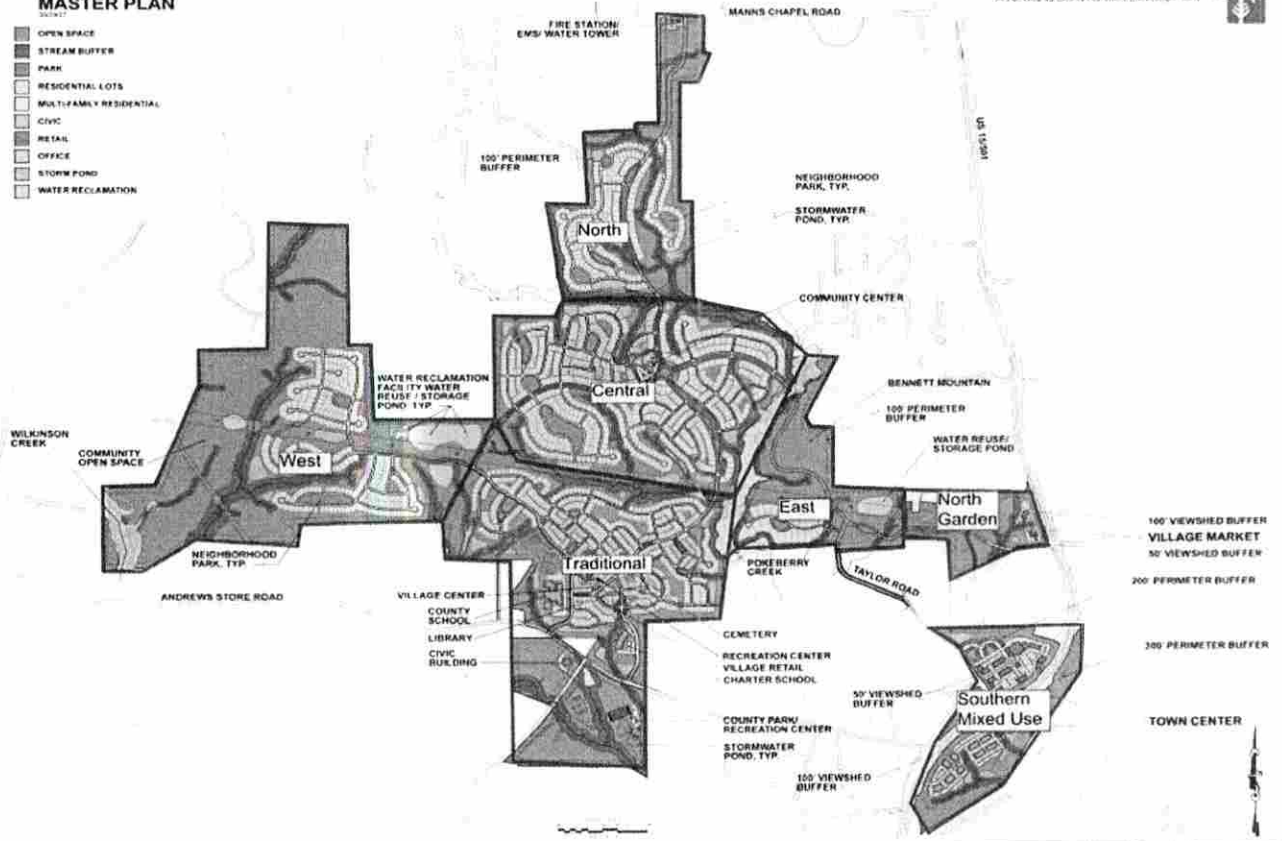 MASTER PLAN
OPEN SPACE
STREAM BUFFER
PARK
RESIDENTIAL LOTS
MULTI-FAMILY RESIDENTIAL
CIVIC
RETAIL
OFFICE
STORM POND
WATER RECLAMATION
FIRE STATION/
EMS/ WATER TOWER
MANNS CHAPEL ROAD
US 15/501
100' PERIMETER
BUFFER
NEIGHBORHOOD
PARK, TYP.
STORMWATER
POND, TYP.
North
COMMUNITY CENTER
WATER RECLAMATION
FACILITY WATER
REUSE / STORAGE
POND TYP.
Central
BENNETT MOUNTAIN
100' PERIMETER
BUFFER
WATER REUSE/
STORAGE POND
WILKINSON
CREEK
COMMUNITY
OPEN SPACE
West
East
North
Garden
100' VIEWSHED BUFFER
VILLAGE MARKET
50' VIEWSHED BUFFER
NEIGHBORHOOD
PARK, TYP.
Traditional
POKEBERRY
CREEK
TAYLOR ROAD
200' PERIMETER BUFFER
ANDREWS STORE ROAD
VILLAGE CENTER
COUNTY
SCHOOL
LIBRARY
CIVIC
BUILDING
CEMETERY
RECREATION CENTER
VILLAGE RETAIL
CHARTER SCHOOL
300' PERIMETER BUFFER
50' VIEWSHED
BUFFER
Southern
Mixed Use
COUNTY PARK/
RECREATION CENTER
TOWN CENTER
STORMWATER
POND, TYP.
100' VIEWSHED
BUFFER